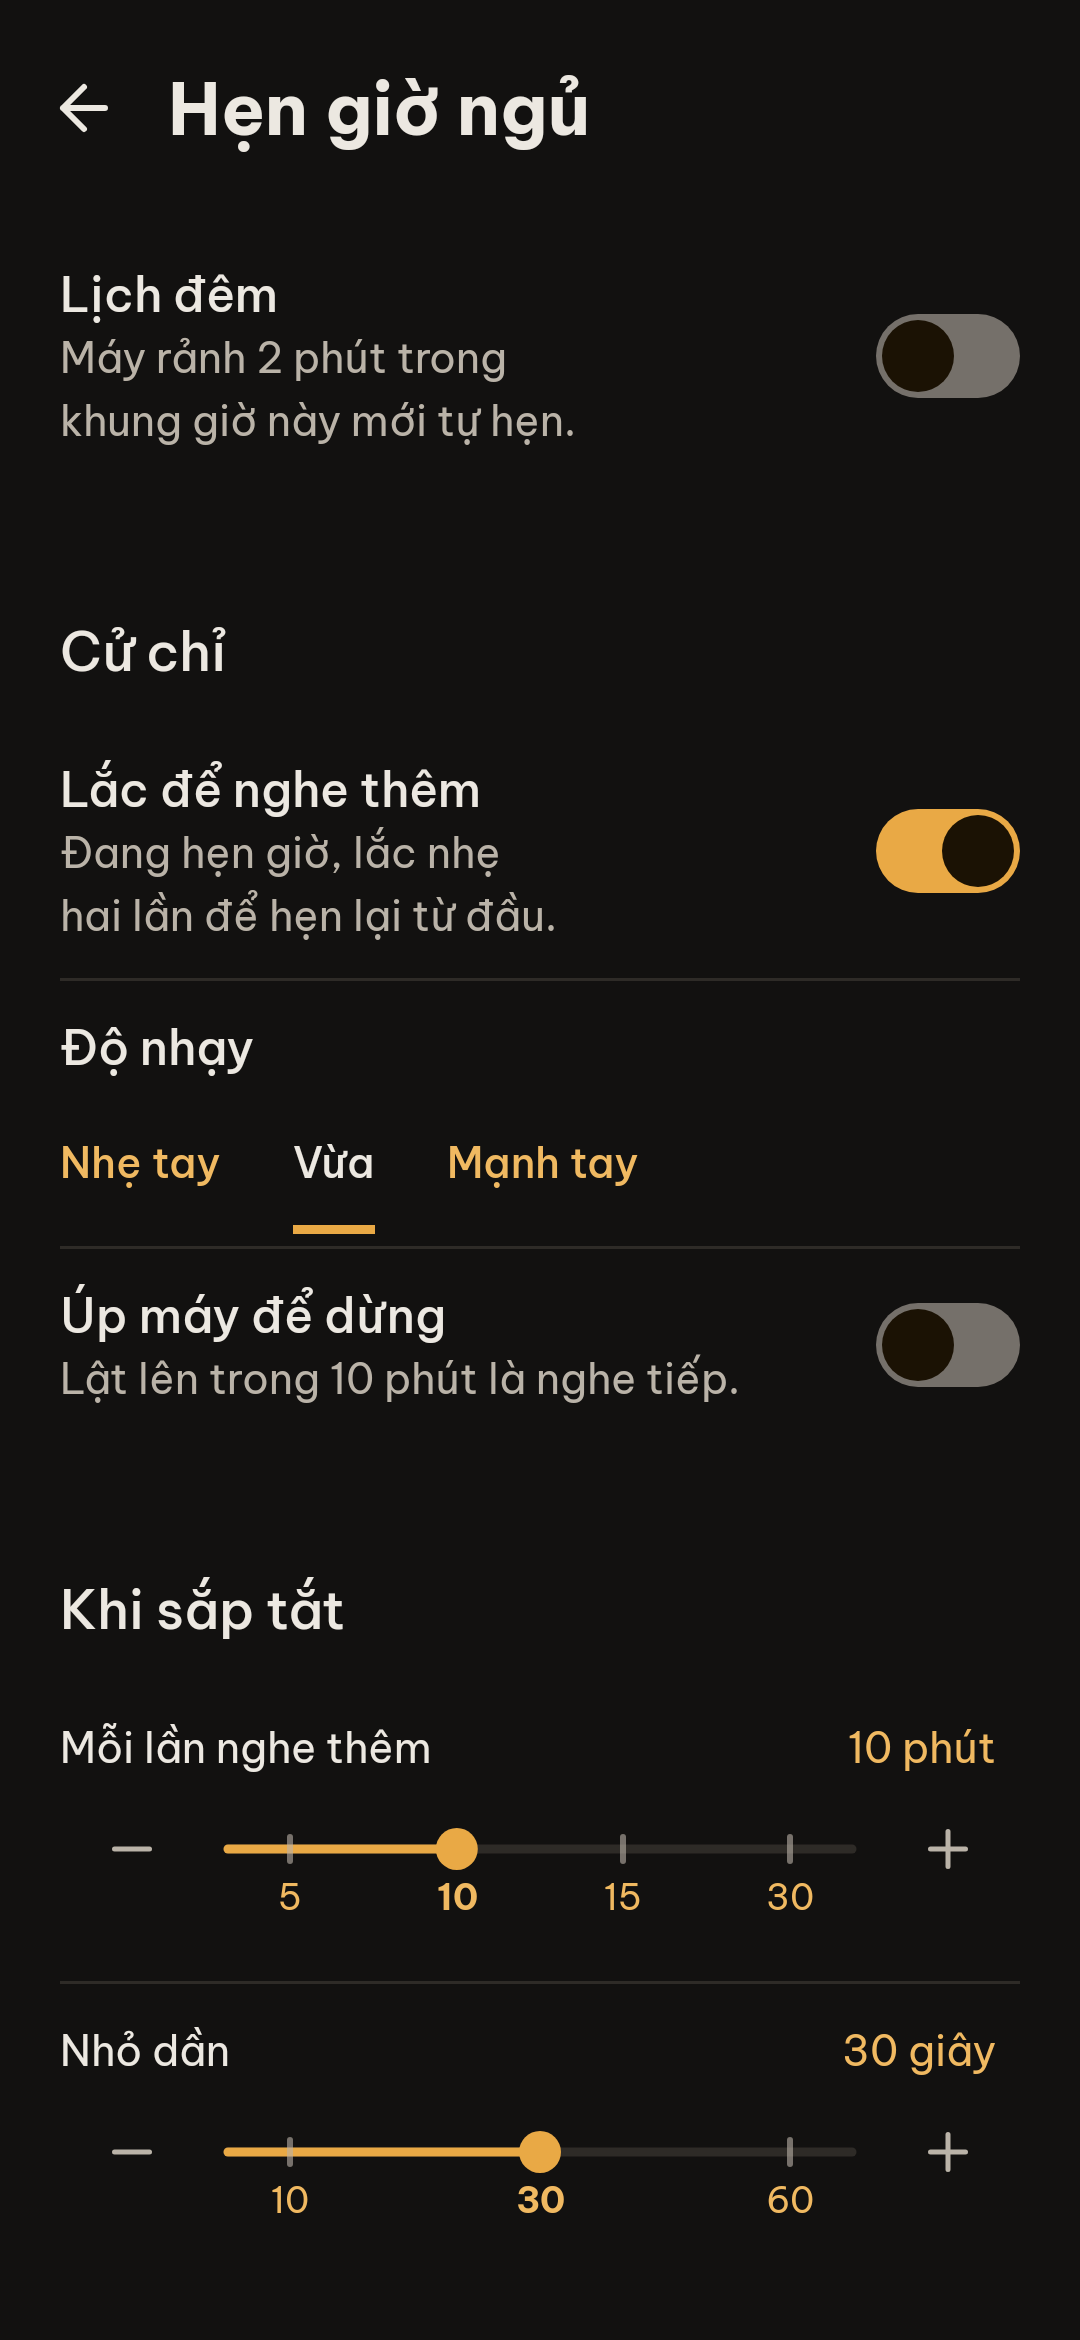 Hẹn giờ ngủ
Lịch đêm
Máy rảnh 2 phút trong
khung giờ này mới tự hẹn.
Cử chỉ
Lắc để nghe thêm
Đang hẹn giờ, lắc nhẹ
hai lần để hẹn lại từ đầu.
Độ nhạy
Nhẹ tay Vừa Mạnh tay
Úp máy để dừng
Lật lên trong 10 phút là nghe tiếp.
Khi sắp tắt
Mỗi lần nghe thêm 10 phút
5 10 15 30
Nhỏ dần 30 giây
10 30 60